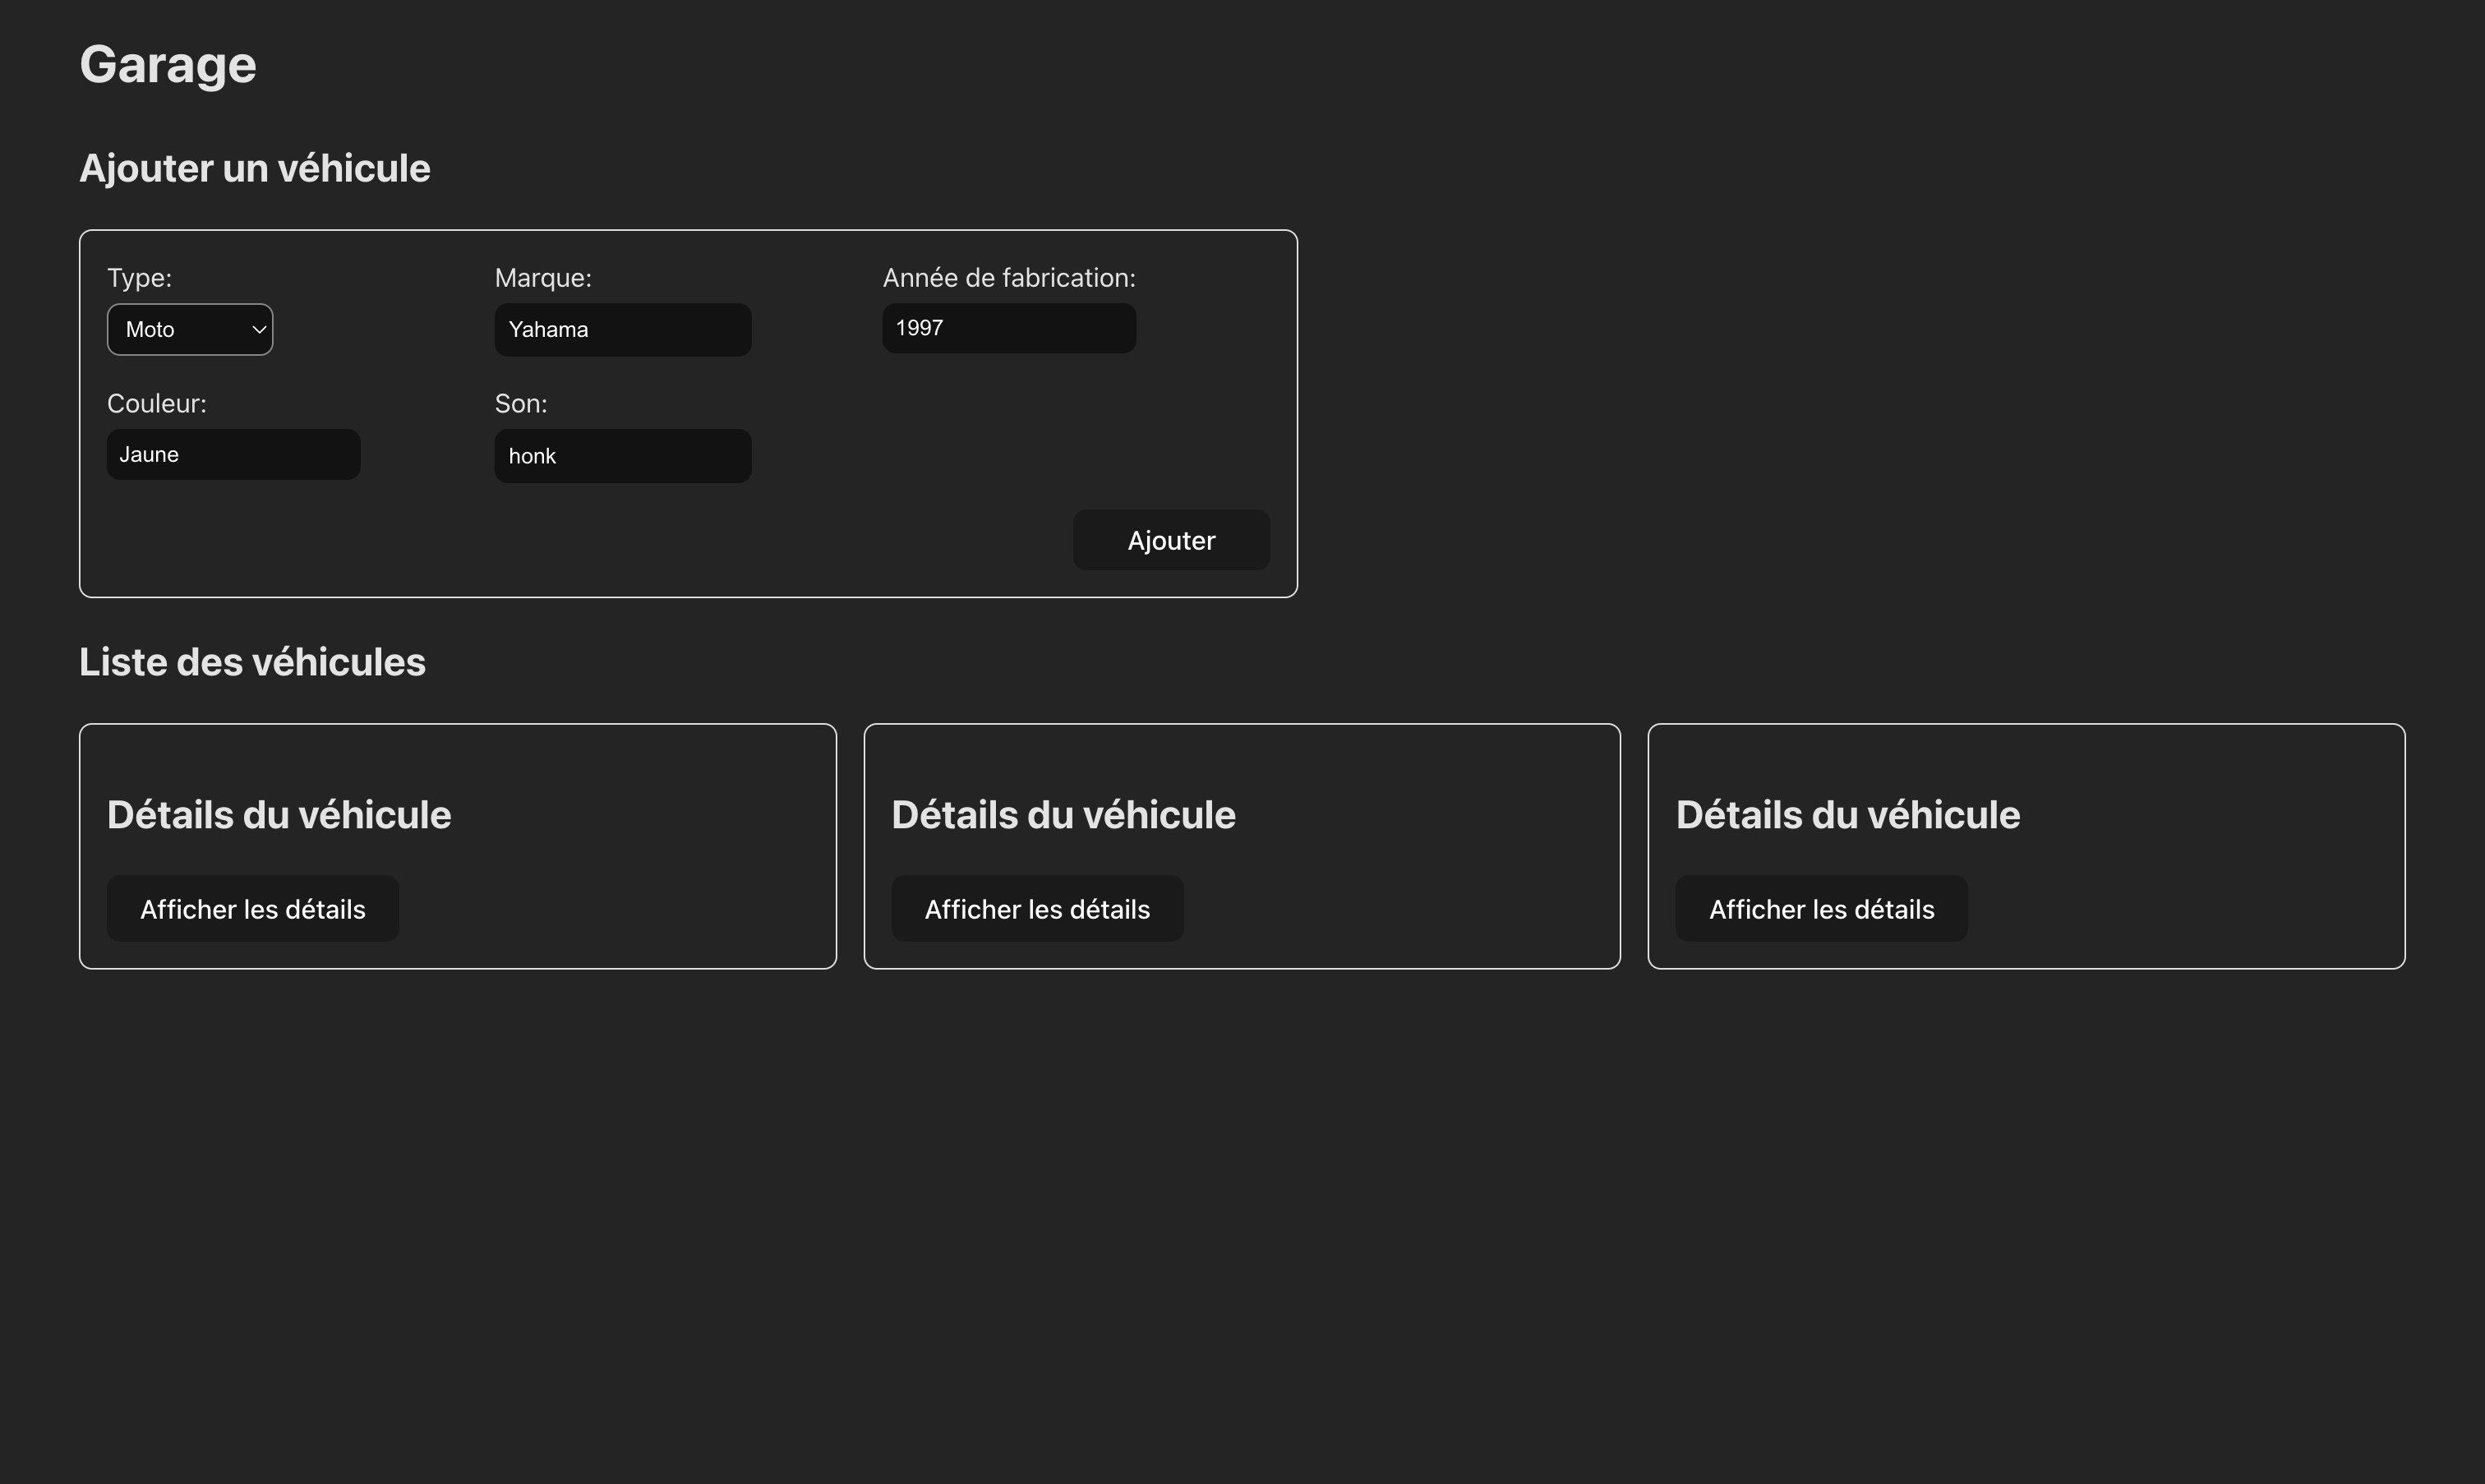 Garage
Ajouter un véhicule
Type: Marque: Année de fabrication:
Moto Yahama 1997
Couleur: Son:
Jaune honk
Ajouter
Liste des véhicules
Détails du véhicule Détails du véhicule Détails du véhicule
Afficher les détails Afficher les détails Afficher les détails